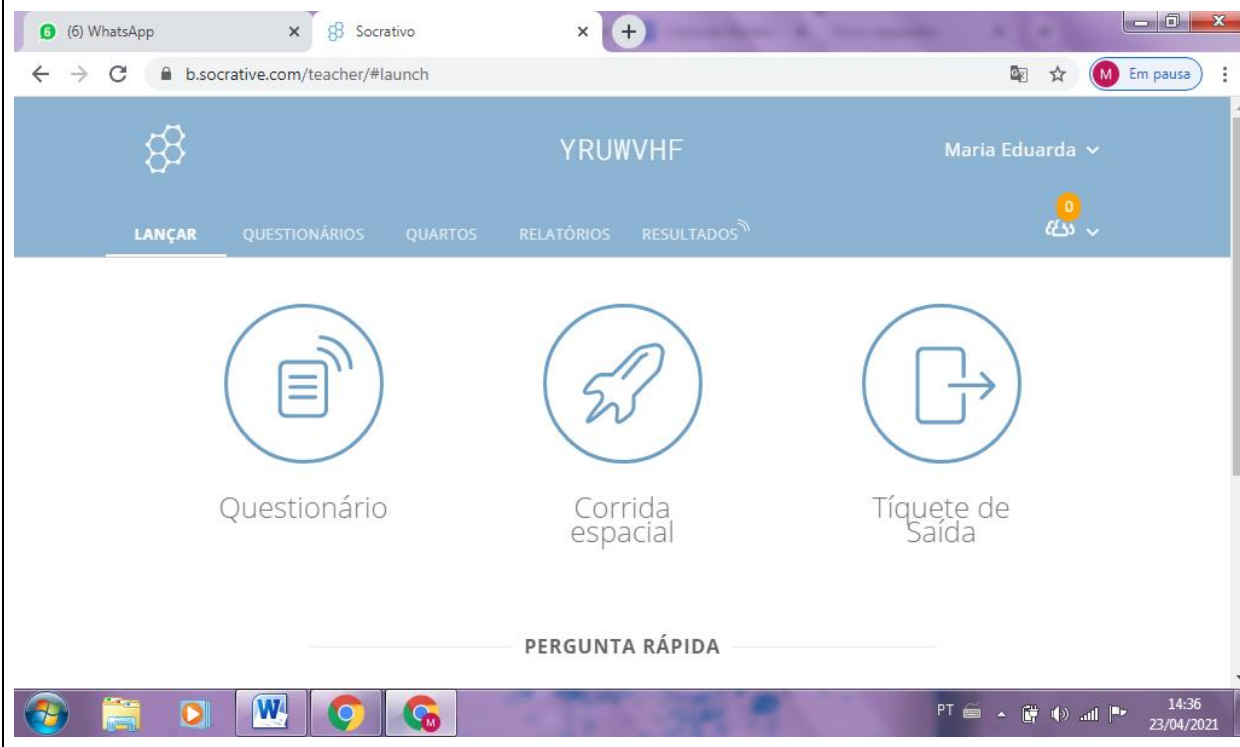 6 (6) WhatsApp Socrativo
b.socrative.com/teacher/#launch M Em pausa
YRUWVHF Maria Eduarda
0
LANÇAR QUESTIONÁRIOS QUARTOS RELATÓRIOS RESULTADOS
Questionário
Corrida
espacial
Tíquete de
Saída
PERGUNTA RÁPIDA
W M PT 14:36
23/04/2021